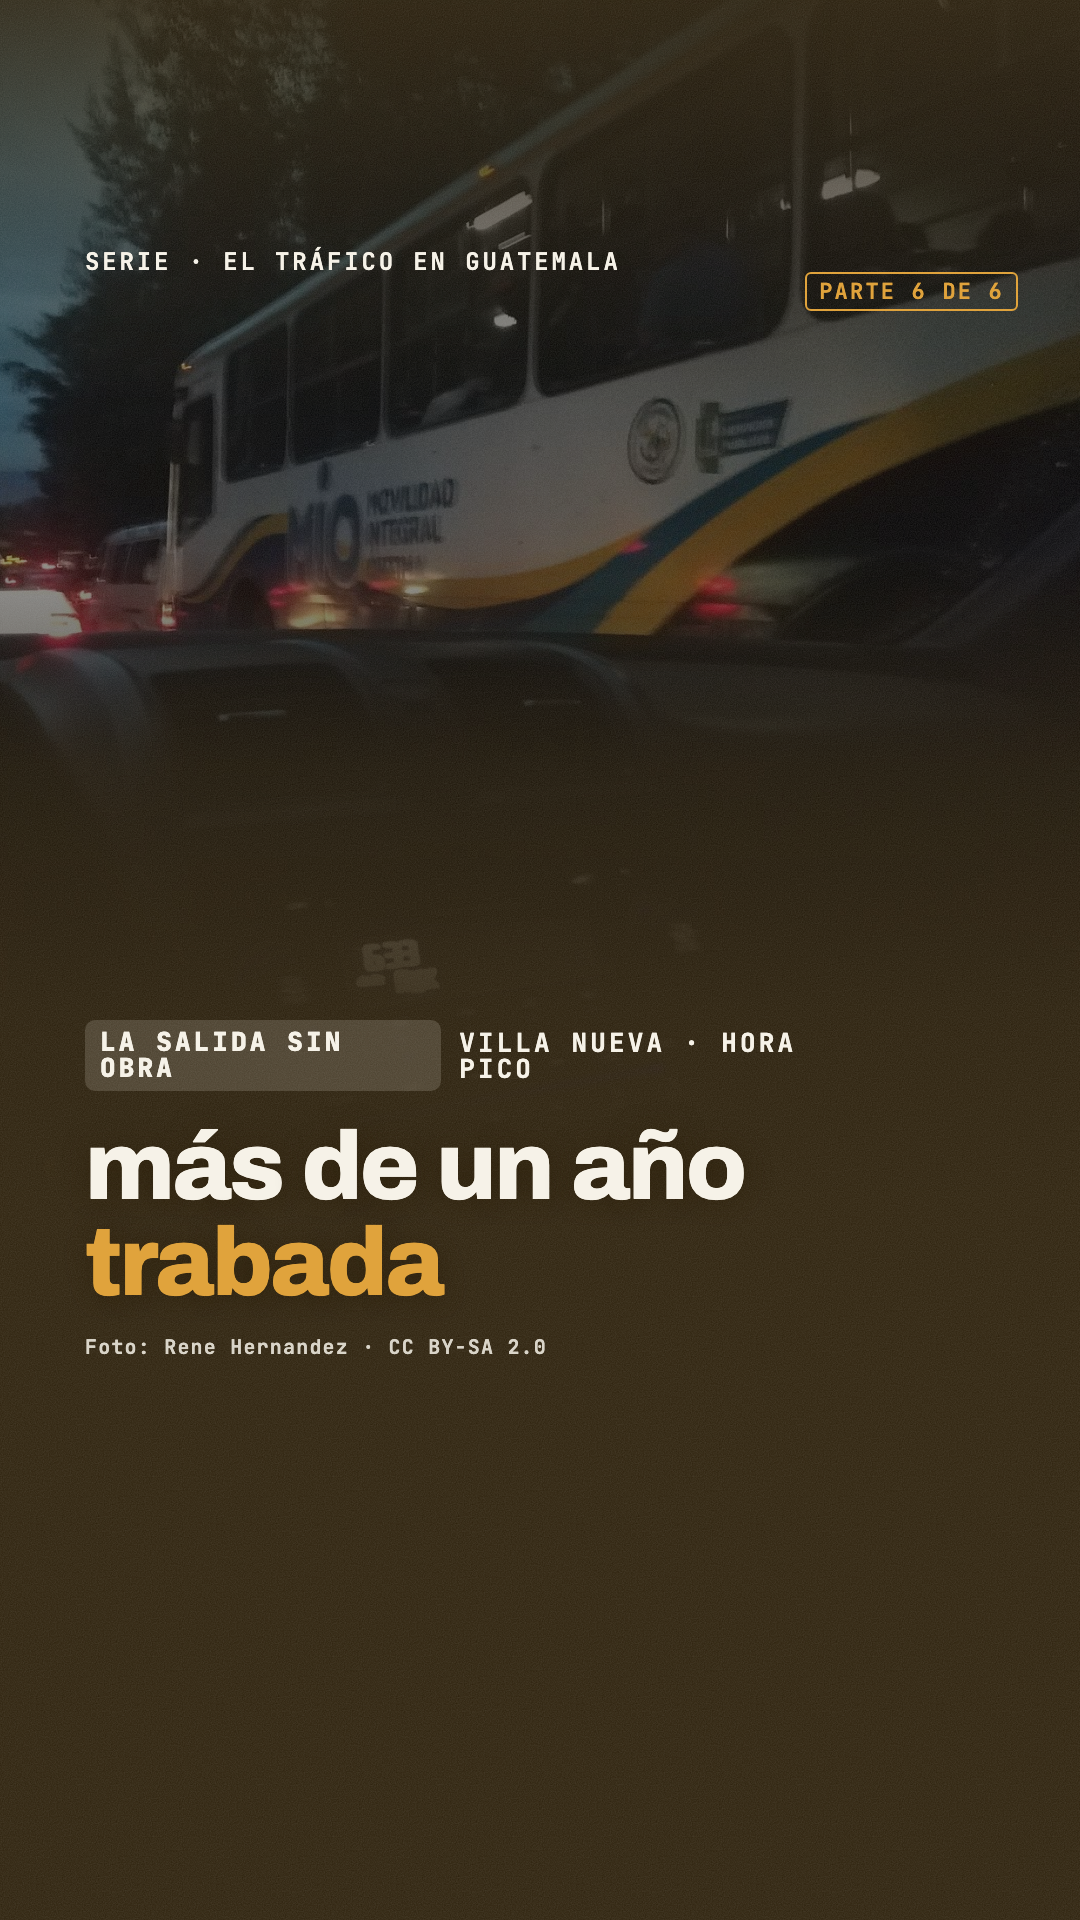 SERIE · EL TRÁFICO EN GUATEMALA
PARTE 6 DE 6
MIO
MOVILIDAD
INTEGRAL
LA SALIDA SIN
OBRA
VILLA NUEVA · HORA
PICO
más de un año
trabada
Foto: Rene Hernandez · CC BY-SA 2.0